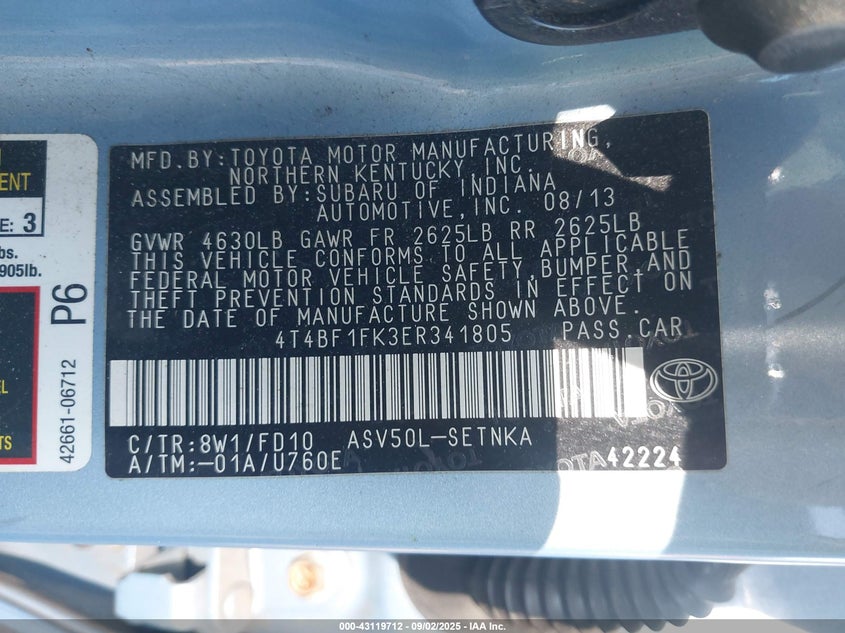 MFD.BY:TOYOTA MOTOR MANUFACTURING,
NORTHERN KENTUCKY, INC.
ASSEMBLED BY:SUBARU OF INDIANA
AUTOMOTIVE,INC. 08/13
GVWR 4630LB GAWR FR 2625LB RR 2625LB
THIS VEHICLE CONFORMS TO ALL APPLICABLE
FEDERAL MOTOR VEHICLE SAFETY,BUMPER,AND
THEFT PREVENTION STANDARDS IN EFFECT ON
THE DATE OF MANUFACTURE SHOWN ABOVE.
4T4BF1FK3ER341805 PASS.CAR
C/TR:8W1/FD10 ASV50L-SETNKA
A/TM:-01A/U760E 42224
E: 3
bs.
905lb.
P6
42661-06712
000-43119712 - 09/02/2025 - IAA Inc.